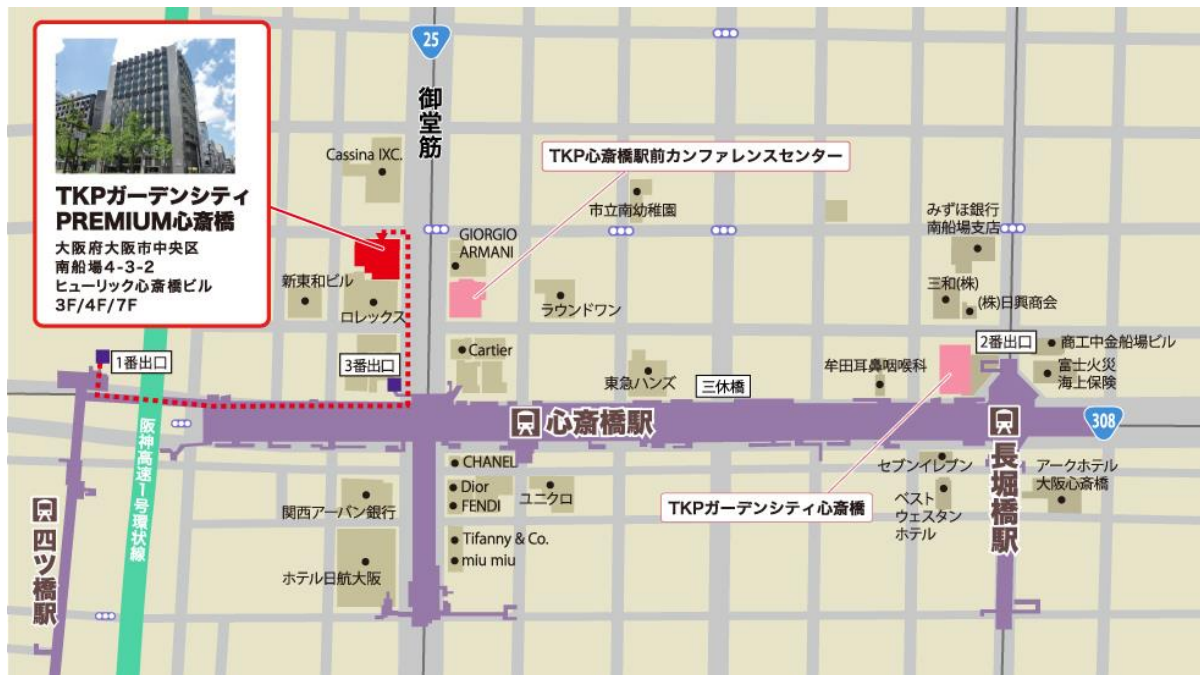 TKPガーデンシティ
PREMIUM心斎橋
大阪府大阪市中央区
南船場4-3-2
ヒューリック心斎橋ビル
3F/4F/7F
25
御堂筋
Cassina IXC.
TKP心斎橋駅前カンファレンスセンター
市立南幼稚園
みずほ銀行
南船場支店
GIORGIO
ARMANI
新東和ビル
ロレックス
ラウンドワン
三和(株)
(株)日興商会
1番出口
3番出口
Cartier
東急ハンズ
三休橋
牟田耳鼻咽喉科
2番出口
商工中金船場ビル
富士火災
海上保険
心斎橋駅
308
阪神高速1号環状線
四ツ橋駅
長堀橋駅
CHANEL
Dior
FENDI
ユニクロ
関西アーバン銀行
Tifanny & Co.
miu miu
ホテル日航大阪
TKPガーデンシティ心斎橋
セブンイレブン
ベスト
ウェスタン
ホテル
アークホテル
大阪心斎橋